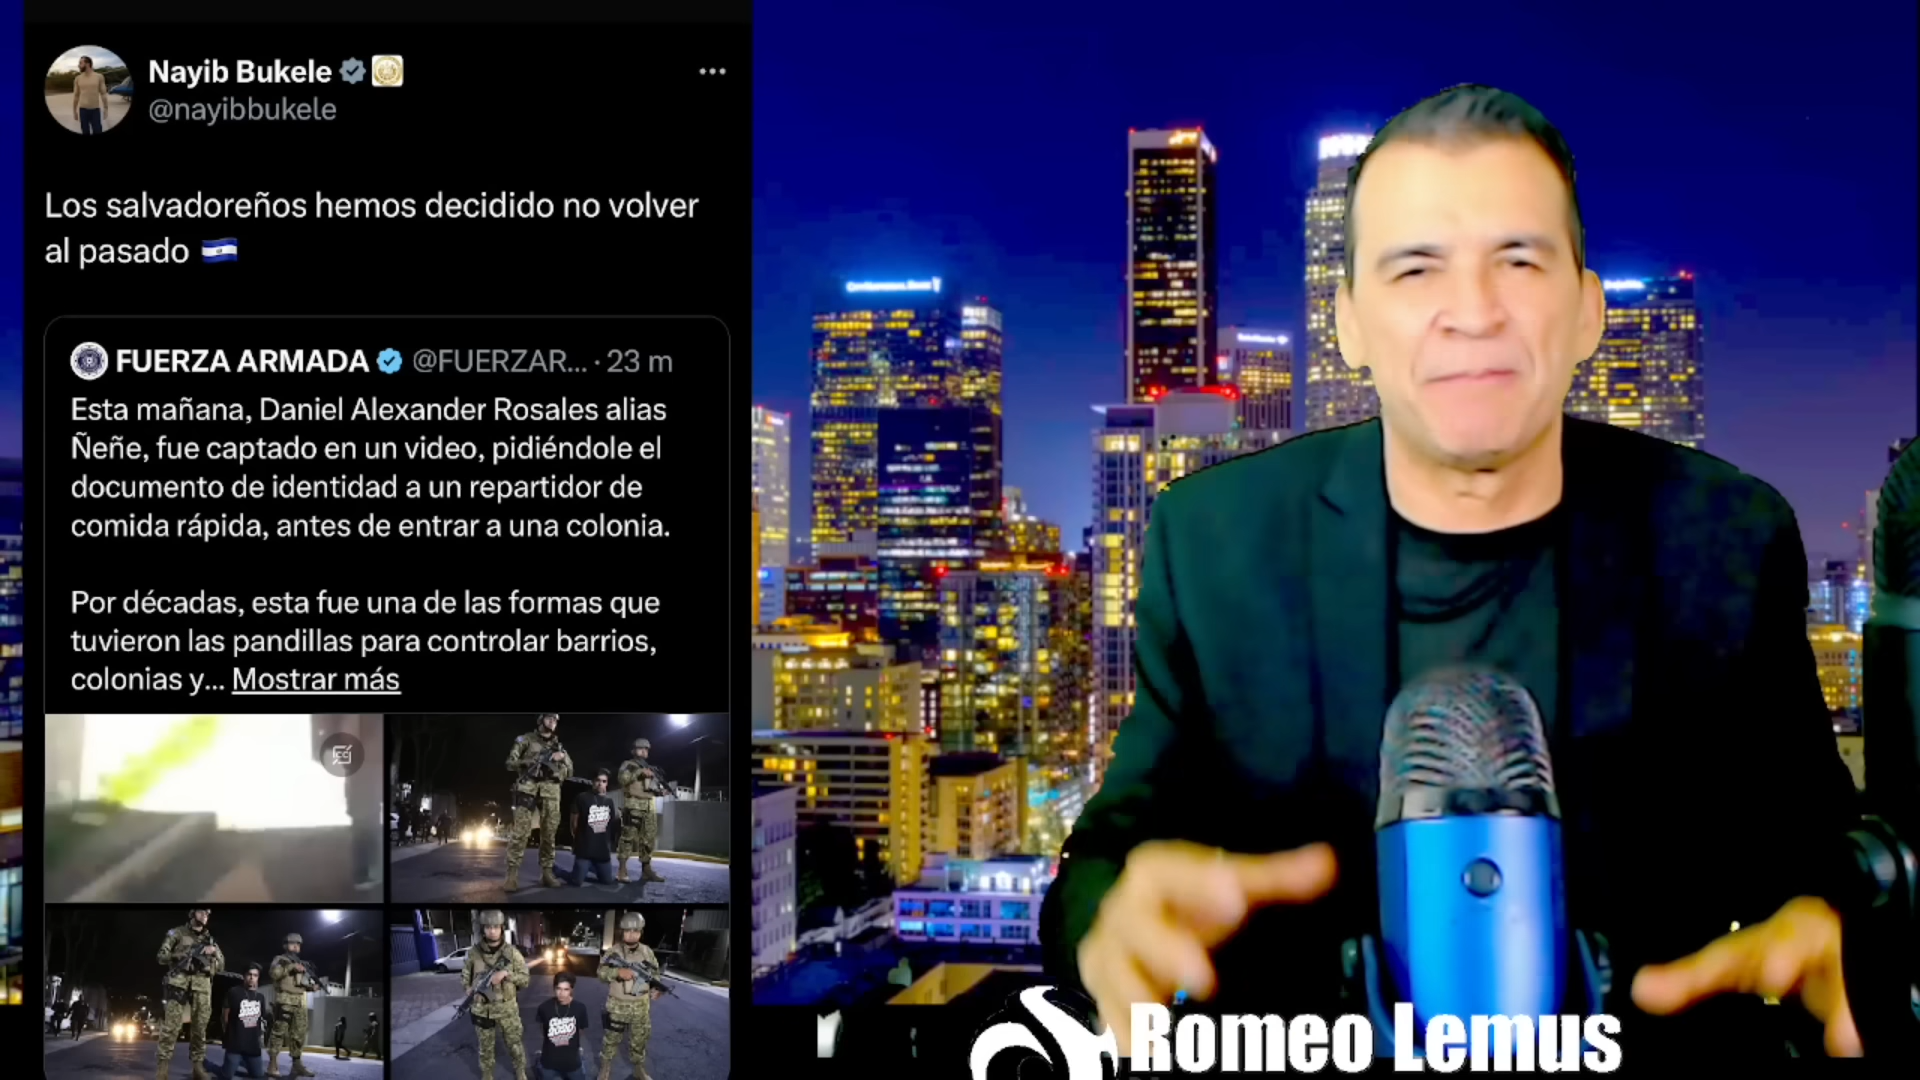 Nayib Bukele
@nayibbukele
Los salvadoreños hemos decidido no volver
al pasado
FUERZA ARMADA @FUERZAR... · 23 m
Esta mañana, Daniel Alexander Rosales alias
Ñeñe, fue captado en un video, pidiéndole el
documento de identidad a un repartidor de
comida rápida, antes de entrar a una colonia.
Por décadas, esta fue una de las formas que
tuvieron las pandillas para controlar barrios,
colonias y... Mostrar más
Romeo Lemus